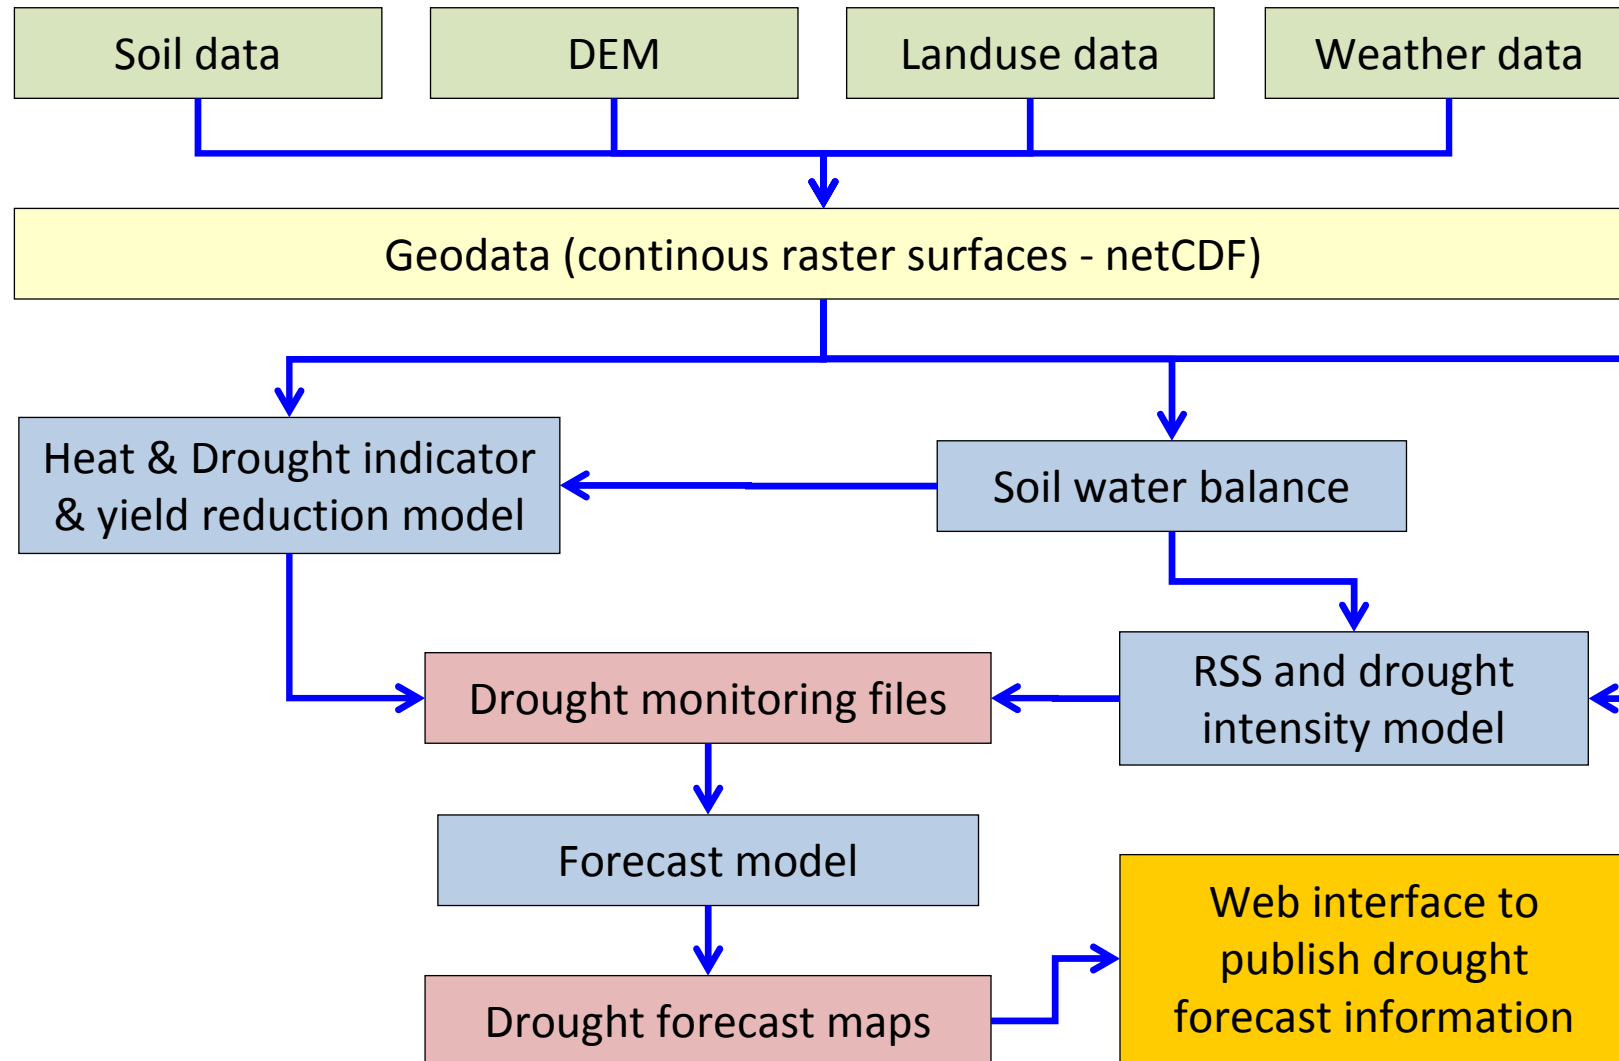 Soil data
DEM
Landuse data
Weather data
Geodata (continous raster surfaces - netCDF)
Heat & Drought indicator
& yield reduction model
Soil water balance
RSS and drought
intensity model
Drought monitoring files
Forecast model
Web interface to
publish drought
forecast information
Drought forecast maps